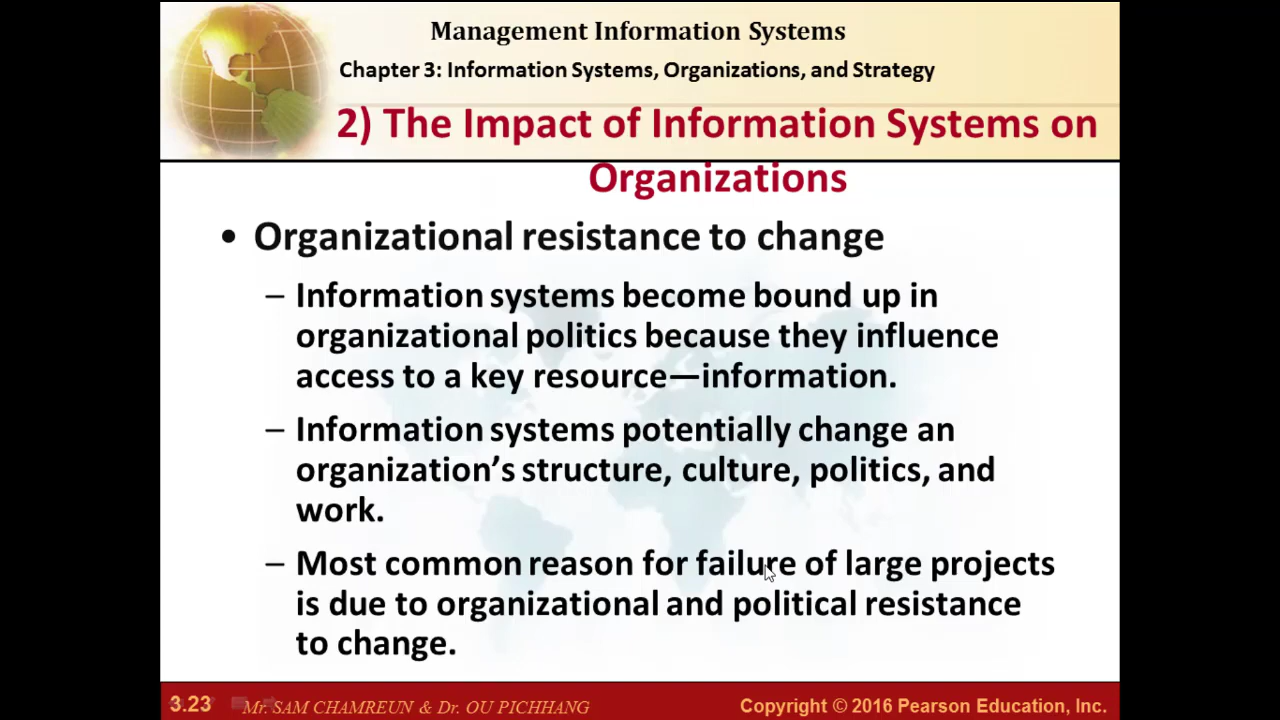 Management Information Systems
Chapter 3: Information Systems, Organizations, and Strategy
2) The Impact of Information Systems on
Organizations
• Organizational resistance to change
– Information systems become bound up in
organizational politics because they influence
access to a key resource—information.
– Information systems potentially change an
organization’s structure, culture, politics, and
work.
– Most common reason for failure of large projects
is due to organizational and political resistance
to change.
3.23 Mr. SAM CHAMREUN & Dr. OU PICHHANG Copyright © 2016 Pearson Education, Inc.